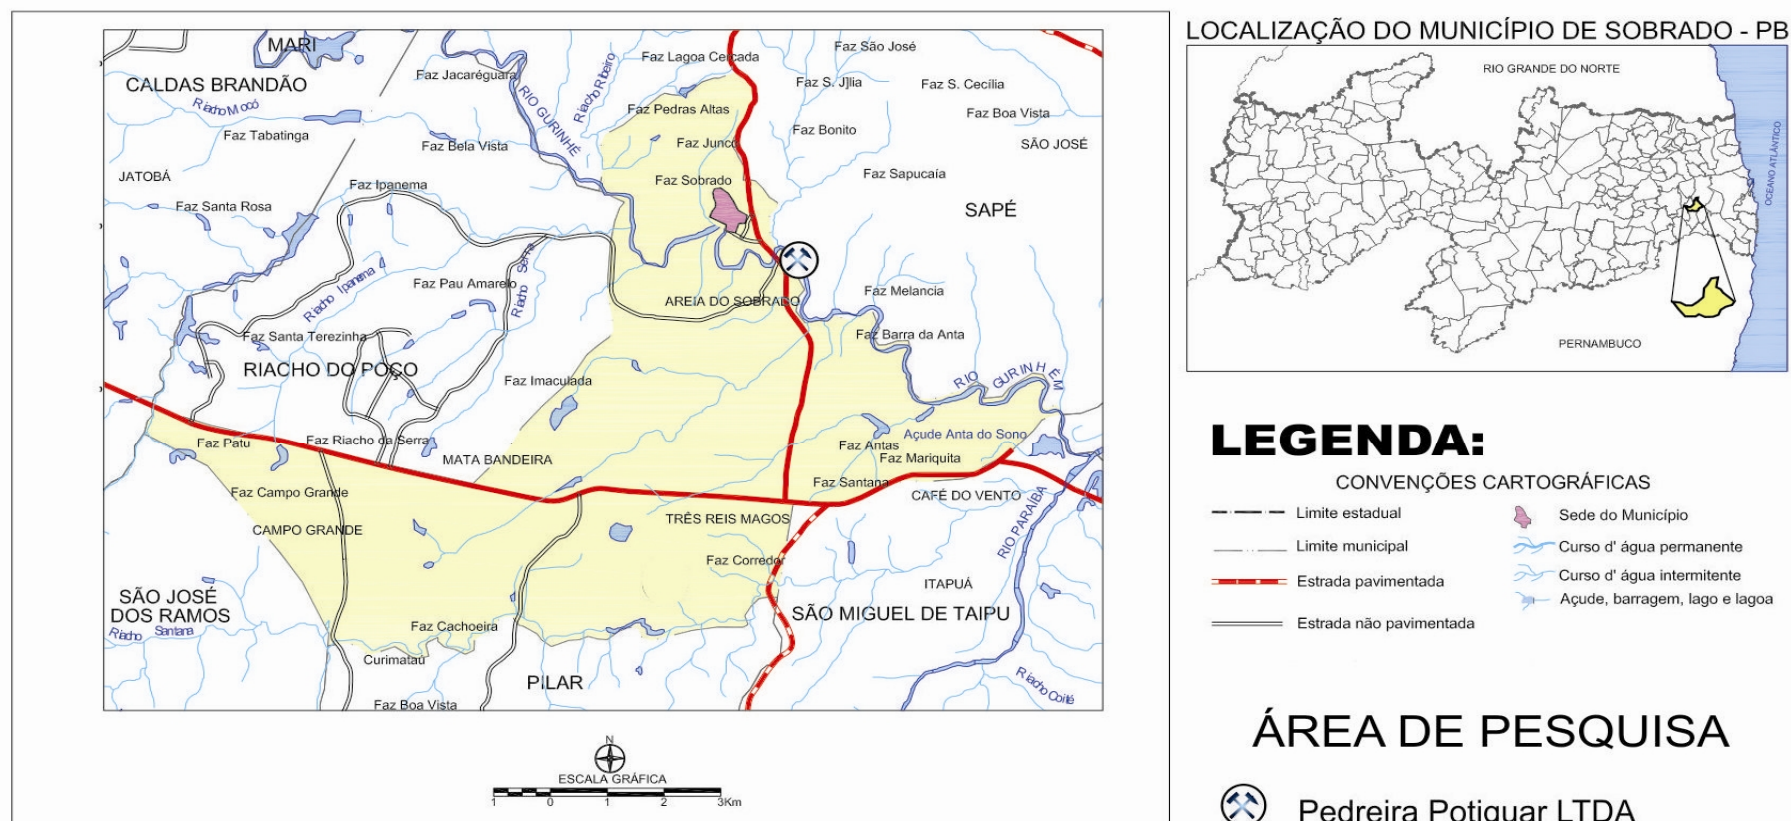 MARI
CALDAS BRANDÃO
Riacho Mocó
Faz Tabatinga
JATOBÁ
Faz Santa Rosa
Faz Jacaréguara
Faz Bela Vista
Faz Ipanema
RIO GURINHÉ
Riacho Ribeiro
Faz Lagoa Cercada
Faz Pedras Altas
Faz Junco
Faz Sobrado
Faz São José
Faz S. Jlia
Faz S. Cecília
Faz Boa Vista
Faz Bonito
SÃO JOSÉ
Faz Sapucaía
SAPÉ
Riacho Ipanema
Faz Pau Amarelo
Riacho Serra
AREIA DO SOBRADO
Faz Melancia
Faz Barra da Anta
Faz Santa Terezinha
RIACHO DO POÇO
Faz Imaculada
RIO GURINHÉM
Faz Patu
Faz Riacho da Serra
MATA BANDEIRA
Faz Antas
Açude Anta do Sono
Faz Mariquita
Faz Santana
CAFÉ DO VENTO
Faz Campo Grande
CAMPO GRANDE
TRÊS REIS MAGOS
Faz Corredor
RIO PARAÍBA
ITAPUÁ
SÃO JOSÉ
DOS RAMOS
Riacho Santana
SÃO MIGUEL DE TAIPU
Faz Cachoeira
Curimataú
PILAR
Faz Boa Vista
Riacho Coité
N
ESCALA GRÁFICA
1 0 1 2 3Km
LOCALIZAÇÃO DO MUNICÍPIO DE SOBRADO - PB
RIO GRANDE DO NORTE
OCEANO ATLÂNTICO
PERNAMBUCO
LEGENDA:
CONVENÇÕES CARTOGRÁFICAS
Limite estadual
Limite municipal
Estrada pavimentada
Estrada não pavimentada
Sede do Município
Curso d' água permanente
Curso d' água intermitente
Açude, barragem, lago e lagoa
ÁREA DE PESQUISA
Pedreira Potiguar LTDA